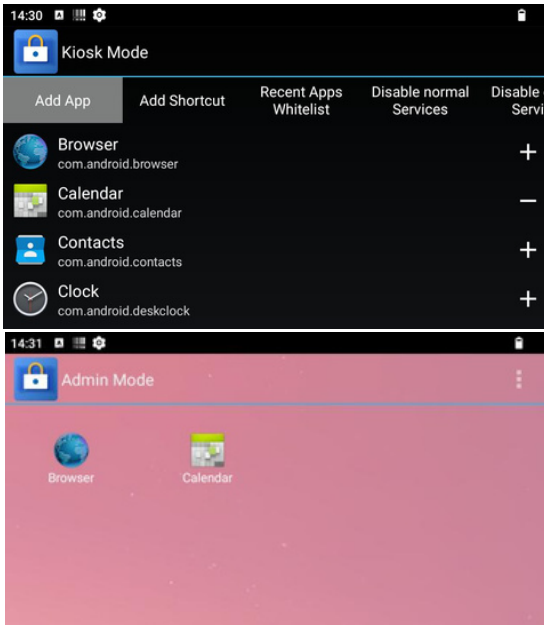 14:30
Kiosk Mode
Add App
Add Shortcut
Recent Apps
Whitelist
Disable normal
Services
Disable
Servi
Browser
com.android.browser
Calendar
com.android.calendar
Contacts
com.android.contacts
Clock
com.android.deskclock
14:31
Admin Mode
Browser
Calendar